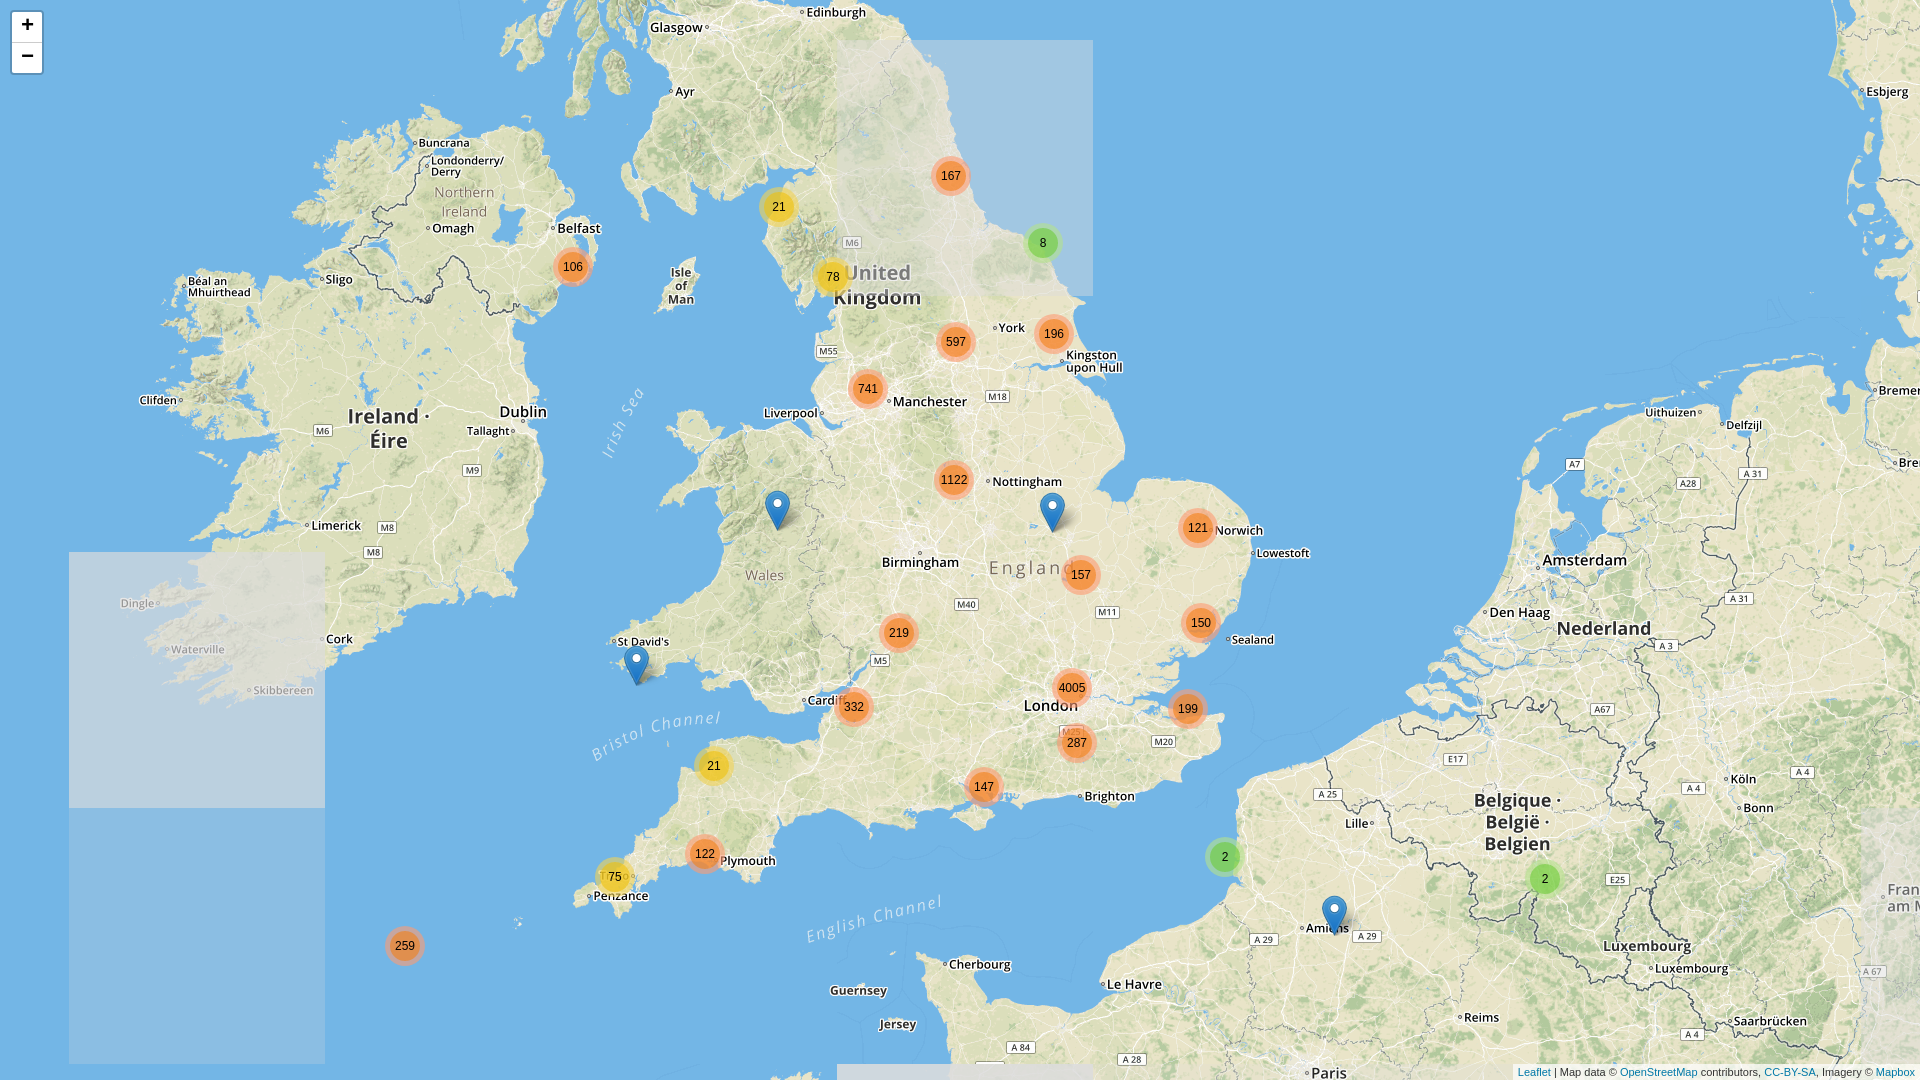 +
−
Edinburgh
Glasgow
Ayr
Esbjerg
Buncrana
Londonderry/
Derry
Northern
Ireland
Omagh
Belfast
167
21
8
M6
106
78
United
Kingdom
Isle
of
Man
Sligo
Béal an
Mhuirthead
York
196
597
M55
Kingston
upon Hull
741
Manchester
M18
Liverpool
Clifden
Ireland ·
Éire
Dublin
Tallaght
M6
M9
Irish Sea
Uithuizen
Delfzijl
A7
A 31
A28
1122
Nottingham
Limerick
M8
M8
121
Norwich
Lowestoft
Birmingham
England
157
Wales
Amsterdam
A 31
Den Haag
Nederland
A 3
Dingle
Waterville
Cork
Skibbereen
M40
M11
219
150
Sealand
St David's
M5
4005
London
199
Cardiff
332
M25
287
M20
Bristol Channel
21
147
Brighton
A67
E17
A 25
Lille
Belgique ·
België ·
Belgien
Köln
A 4
A 4
Bonn
122
Plymouth
75
Penzance
2
2
E25
259
English Channel
Amiens
A 29
A 29
Luxembourg
Luxembourg
A 67
Cherbourg
Le Havre
Guernsey
Jersey
Reims
Saarbrücken
A 4
A 84
A 28
Paris
Leaflet | Map data © OpenStreetMap contributors, CC-BY-SA, Imagery © Mapbox